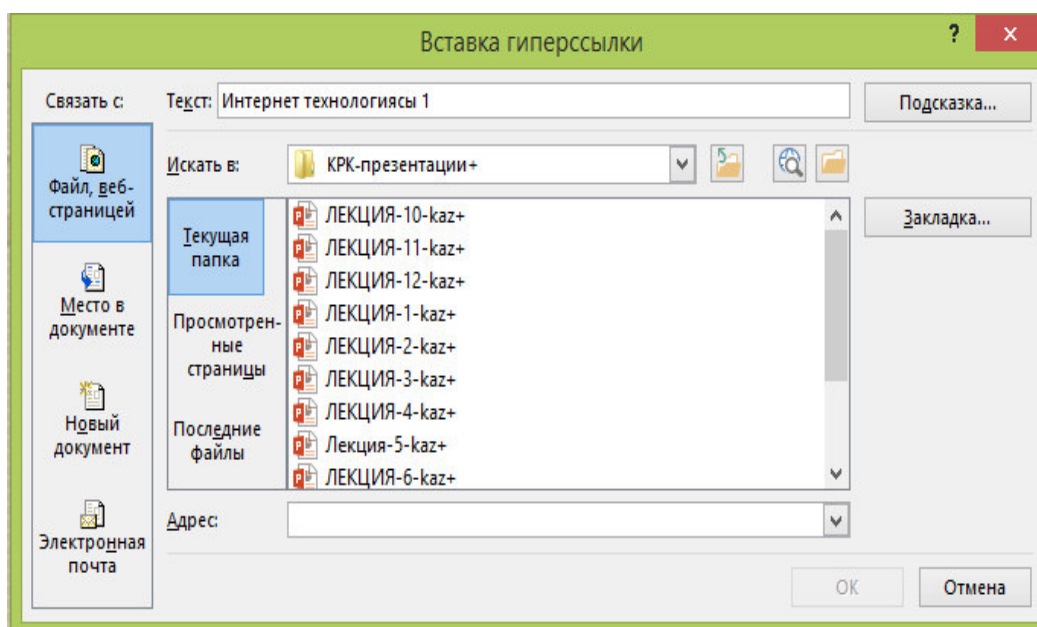 Вставка гиперссылки
? x
Связать с:
Текст: Интернет технологиясы 1
Подсказка...
Файл, веб-
страницей
Место в
документе
Новый
документ
Электронная
почта
Искать в: КРК-презентации+
Текущая
папка
Просмотрен-
ные
страницы
Последние
файлы
ЛЕКЦИЯ-10-kaz+
ЛЕКЦИЯ-11-kaz+
ЛЕКЦИЯ-12-kaz+
ЛЕКЦИЯ-1-kaz+
ЛЕКЦИЯ-2-kaz+
ЛЕКЦИЯ-3-kaz+
ЛЕКЦИЯ-4-kaz+
Лекция-5-kaz+
ЛЕКЦИЯ-6-kaz+
Закладка...
Адрес:
ОК
Отмена